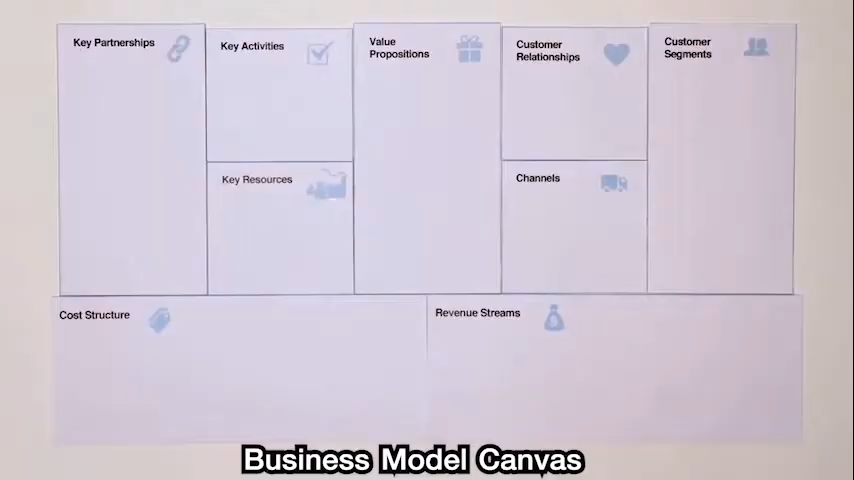 Key Partnerships
Key Activities
Value
Propositions
Customer
Relationships
Customer
Segments
Key Resources
Channels
Cost Structure
Revenue Streams
Business Model Canvas